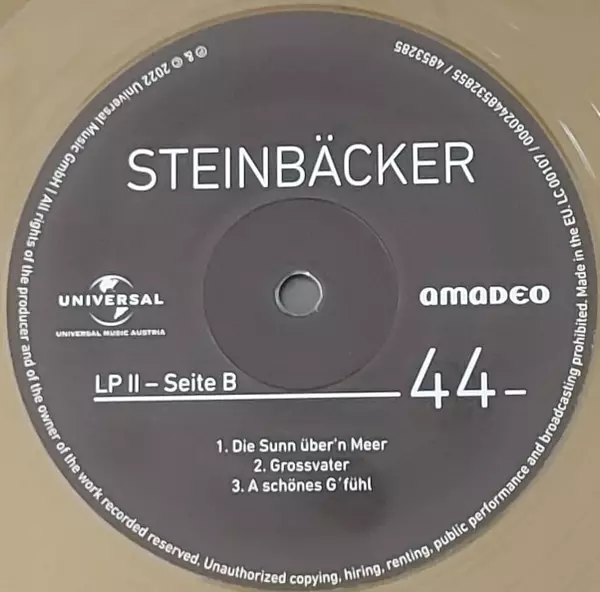 STEINBÄCKER
UNIVERSAL
UNIVERSAL MUSIC AUSTRIA
amadeo
LP II – Seite B
44-
1. Die Sunn über'n Meer
2. Grossvater
3. A schönes G´fühl
℗ & © 2022 Universal Music GmbH | All rights of the producer and of the owner of the work recorded reserved. Unauthorized copying, hiring, renting, public performance and broadcasting prohibited. Made in the EU. LC 00107 / 00602448532855 / 4853285